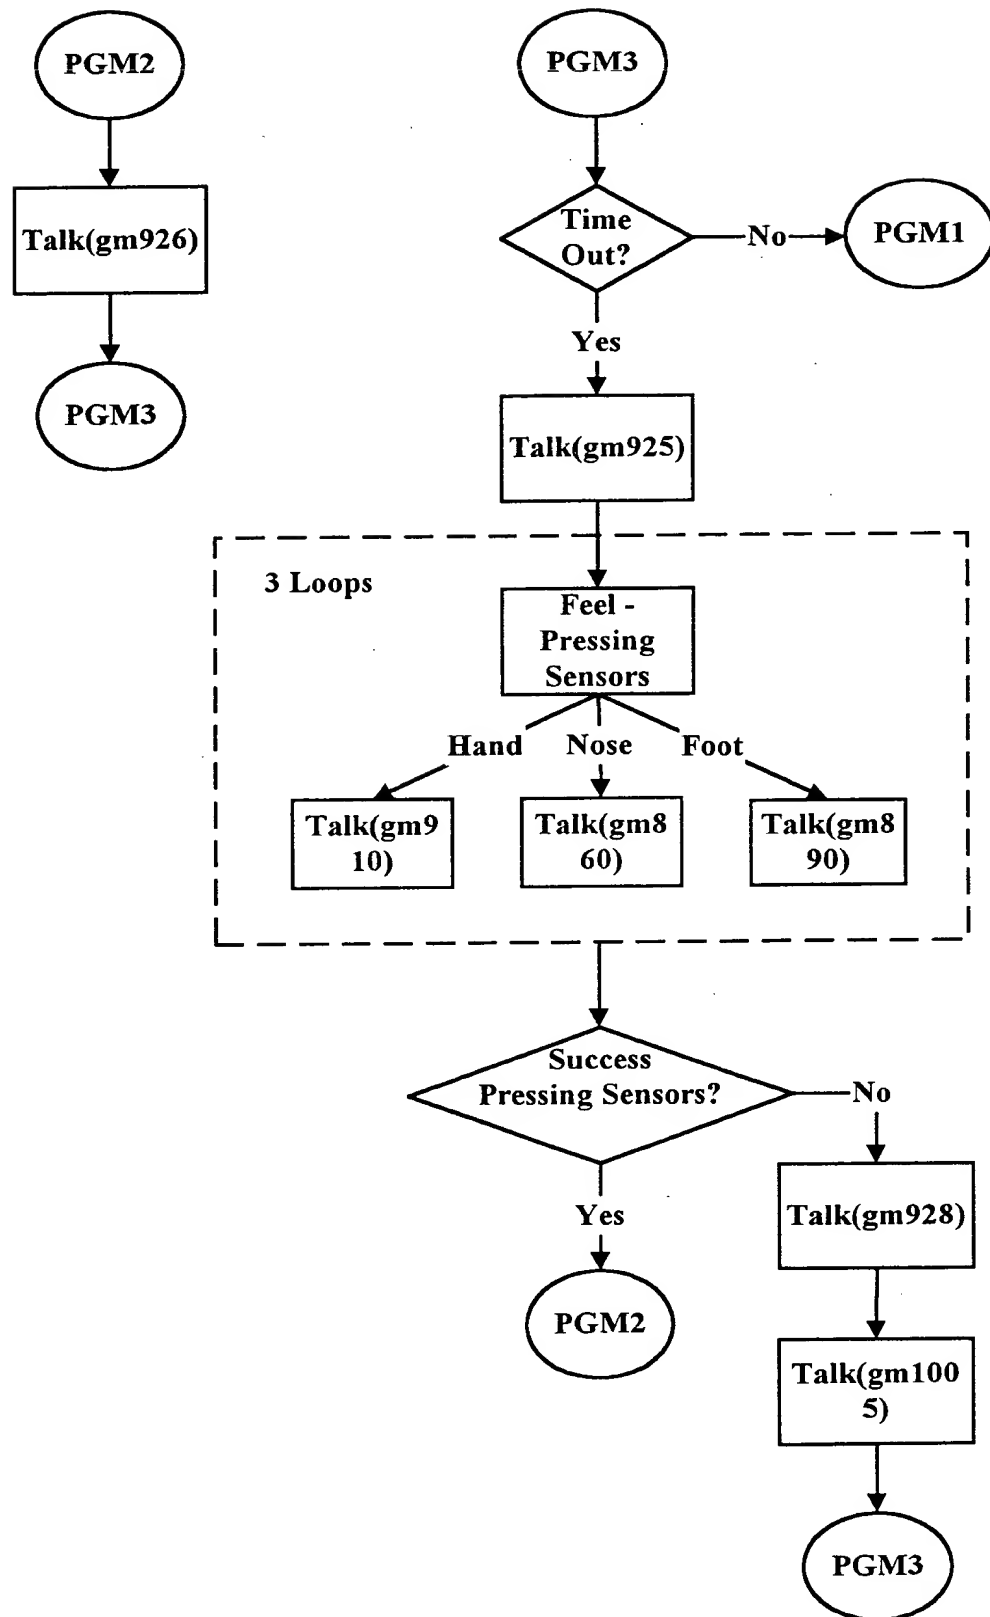 PGM2
Talk(gm926)
PGM3
PGM3
Time
Out?
No
PGM1
Yes
Talk(gm925)
3 Loops
Feel -
Pressing
Sensors
Hand
Nose
Foot
Talk(gm9
10)
Talk(gm8
60)
Talk(gm8
90)
Success
Pressing Sensors?
No
Yes
PGM2
Talk(gm928)
Talk(gm100
5)
PGM3